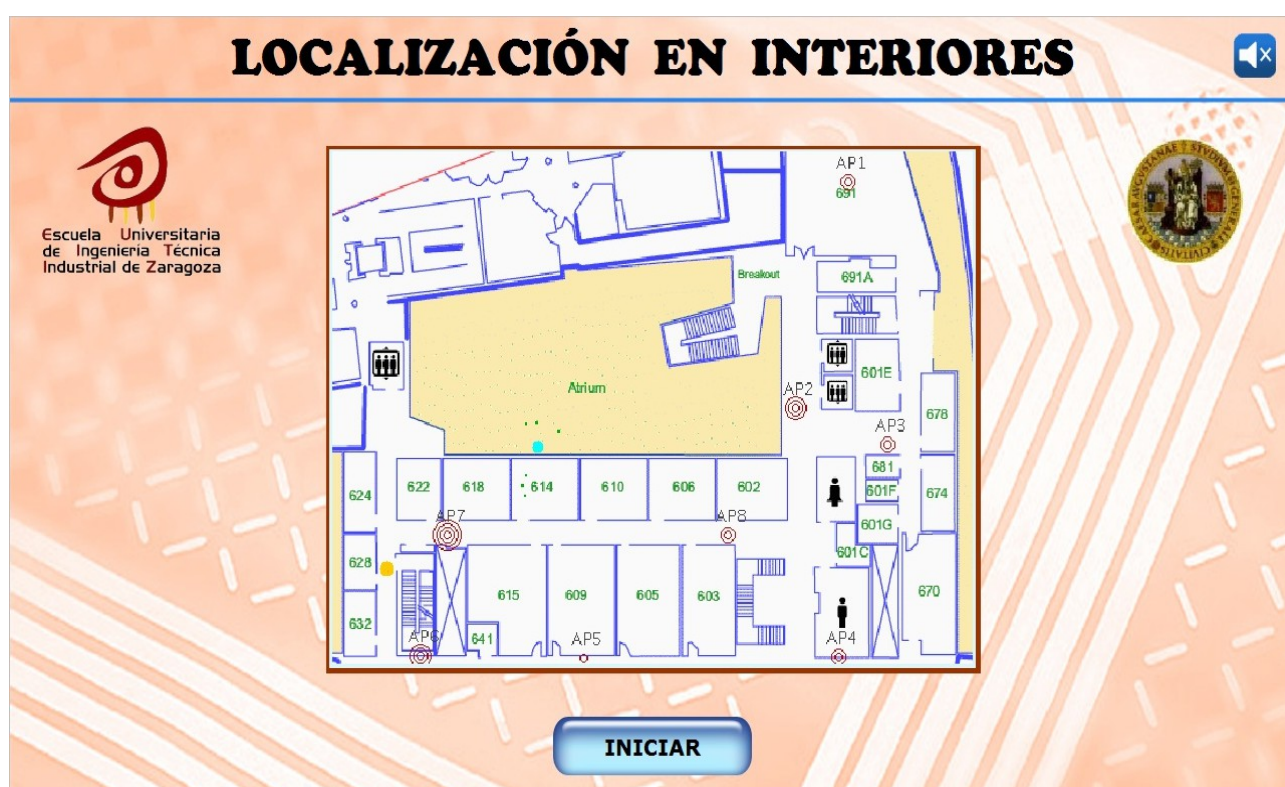 LOCALIZACIÓN EN INTERIORES
Escuela Universitaria
de Ingeniería Técnica
Industrial de Zaragoza
AP1
691
Breakout
691A
Atrium
601E
AP2
678
AP3
681
624
622
618
614
610
606
602
601F
674
AP7
AP8
601G
601C
628
615
609
605
603
670
632
AP6
641
AP5
AP4
INICIAR